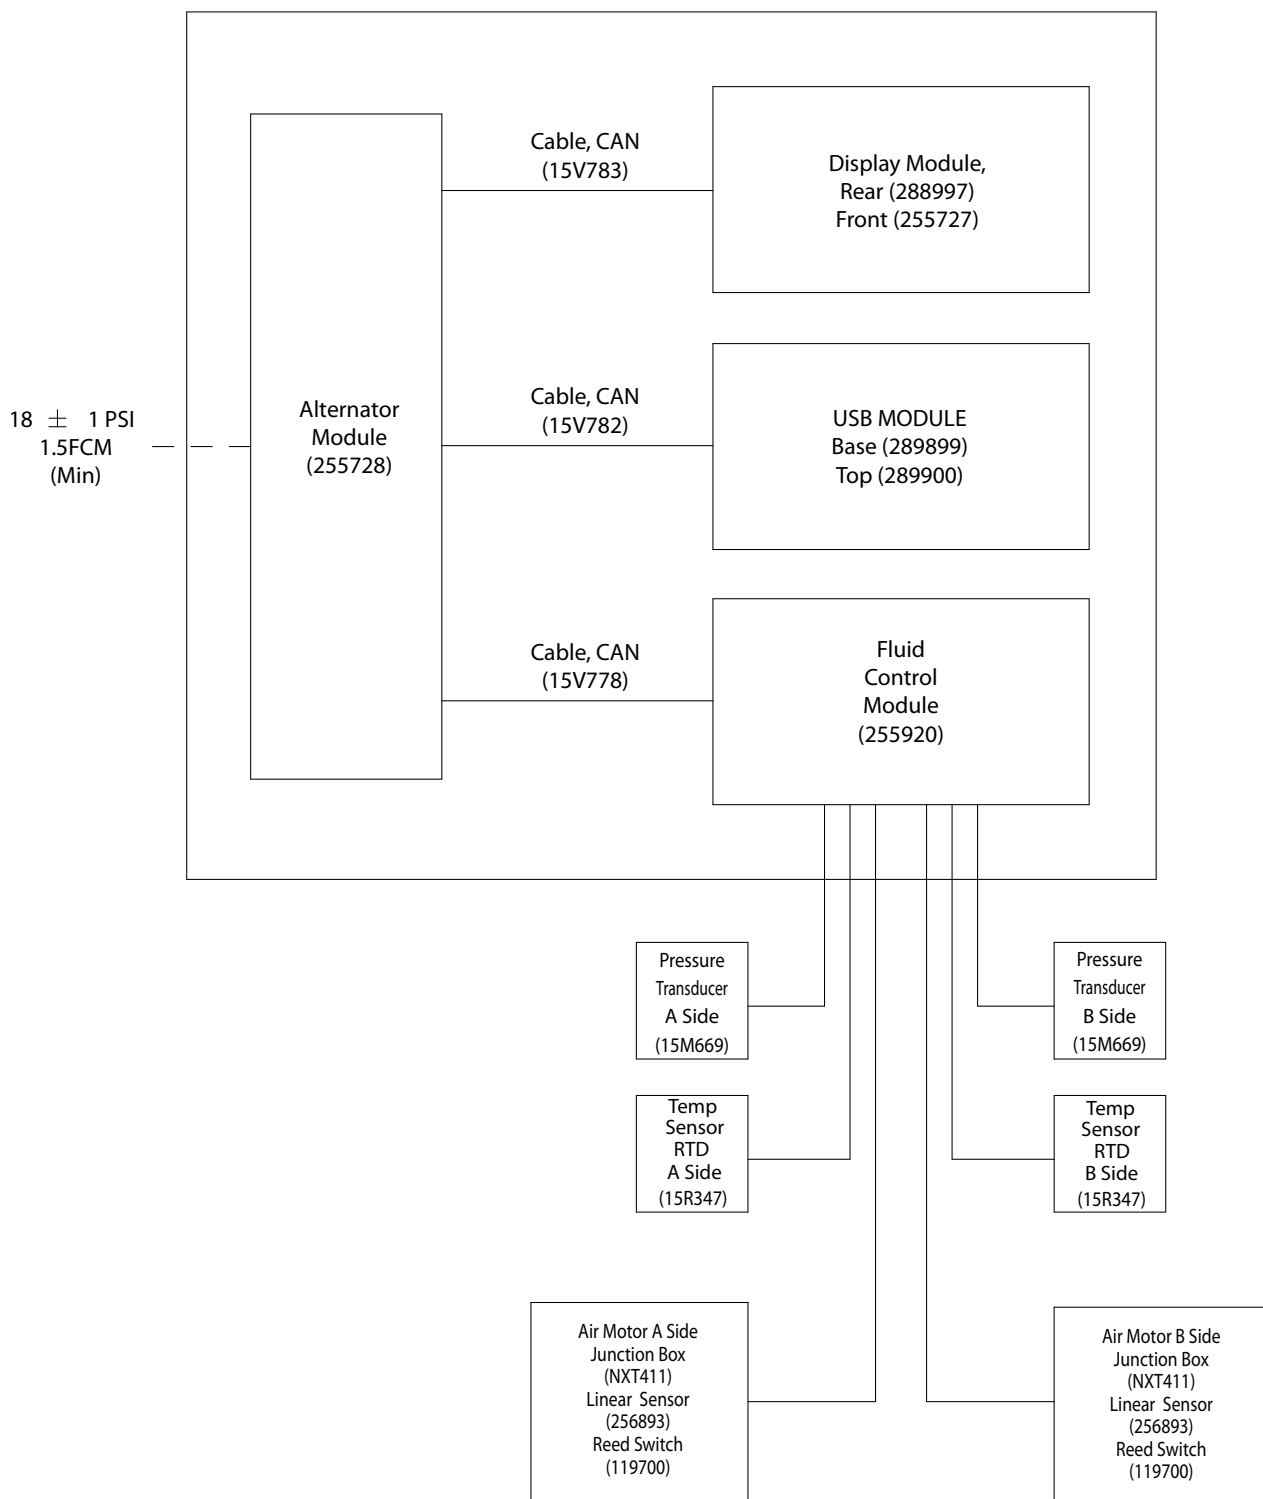 Cable, CAN
(15V783)
Display Module,
Rear (288997)
Front (255727)
18 ± 1 PSI
1.5FCM
(Min)
Alternator
Module
(255728)
Cable, CAN
(15V782)
USB MODULE
Base (289899)
Top (289900)
Cable, CAN
(15V778)
Fluid
Control
Module
(255920)
Pressure
Transducer
A Side
(15M669)
Pressure
Transducer
B Side
(15M669)
Temp
Sensor
RTD
A Side
(15R347)
Temp
Sensor
RTD
B Side
(15R347)
Air Motor A Side
Junction Box
(NXT411)
Linear Sensor
(256893)
Reed Switch
(119700)
Air Motor B Side
Junction Box
(NXT411)
Linear Sensor
(256893)
Reed Switch
(119700)